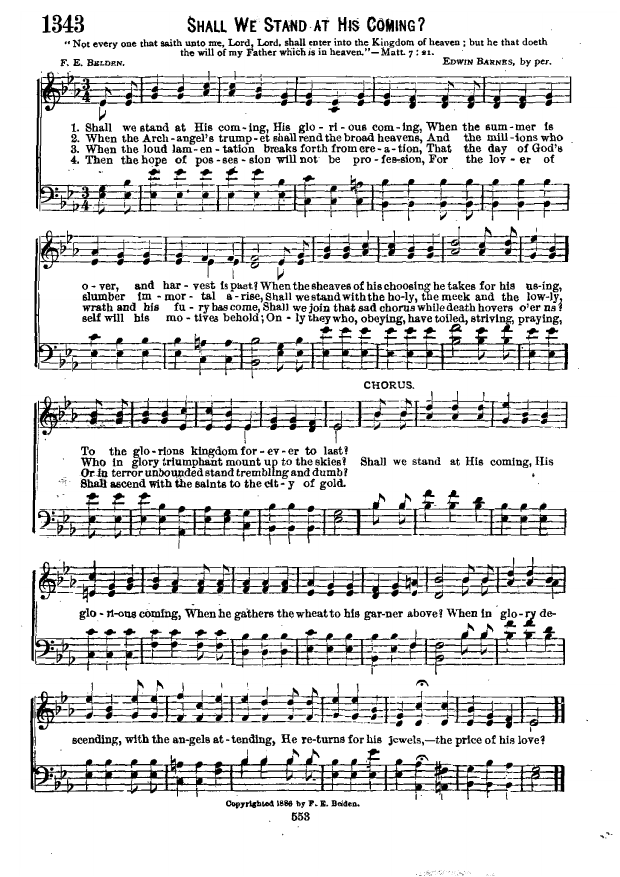 1343 SHALL WE STAND AT HIS COMING?
"Not every one that saith unto me, Lord, Lord, shall enter into the Kingdom of heaven; but he that doeth
the will of my Father which is in heaven."—Matt. 7:21.
F. E. BELDEN. EDWIN BARNES, by per.
1. Shall we stand at His com-ing, His glo-ri-ous com-ing, When the sum-mer is
2. When the Arch-angel's trump-et shall rend the broad heavens, And the mill-ions who
3. When the loud lam-en-tation breaks forth from cre-a-tion, That the day of God's
4. Then the hope of pos-ses-sion will not be pro-fes-sion, For the lov-er of
o-ver, and har-vest is past? When the sheaves of his choosing he takes for his us-ing,
slumber im-mor-tal a-rise, Shall we stand with the ho-ly, the meek and the low-ly,
wrath and his fu-ry has come, Shall we join that sad chorus while death hovers o'er us?
self will his mo-tives behold; On-ly they who, obeying, have toiled, striving, praying,
CHORUS.
To the glo-rious kingdom for-ev-er to last?
Who in glory triumphant mount up to the skies? Shall we stand at His coming, His
Or in terror unbounded stand trembling and dumb?
Shall ascend with the saints to the cit-y of gold.
glo-ri-ous coming, When he gathers the wheat to his gar-ner above? When in glo-ry de-
scending, with the an-gels at-tending, He re-turns for his jewels,—the price of his love?
Copyrighted 1886 by F. E. Belden.
553